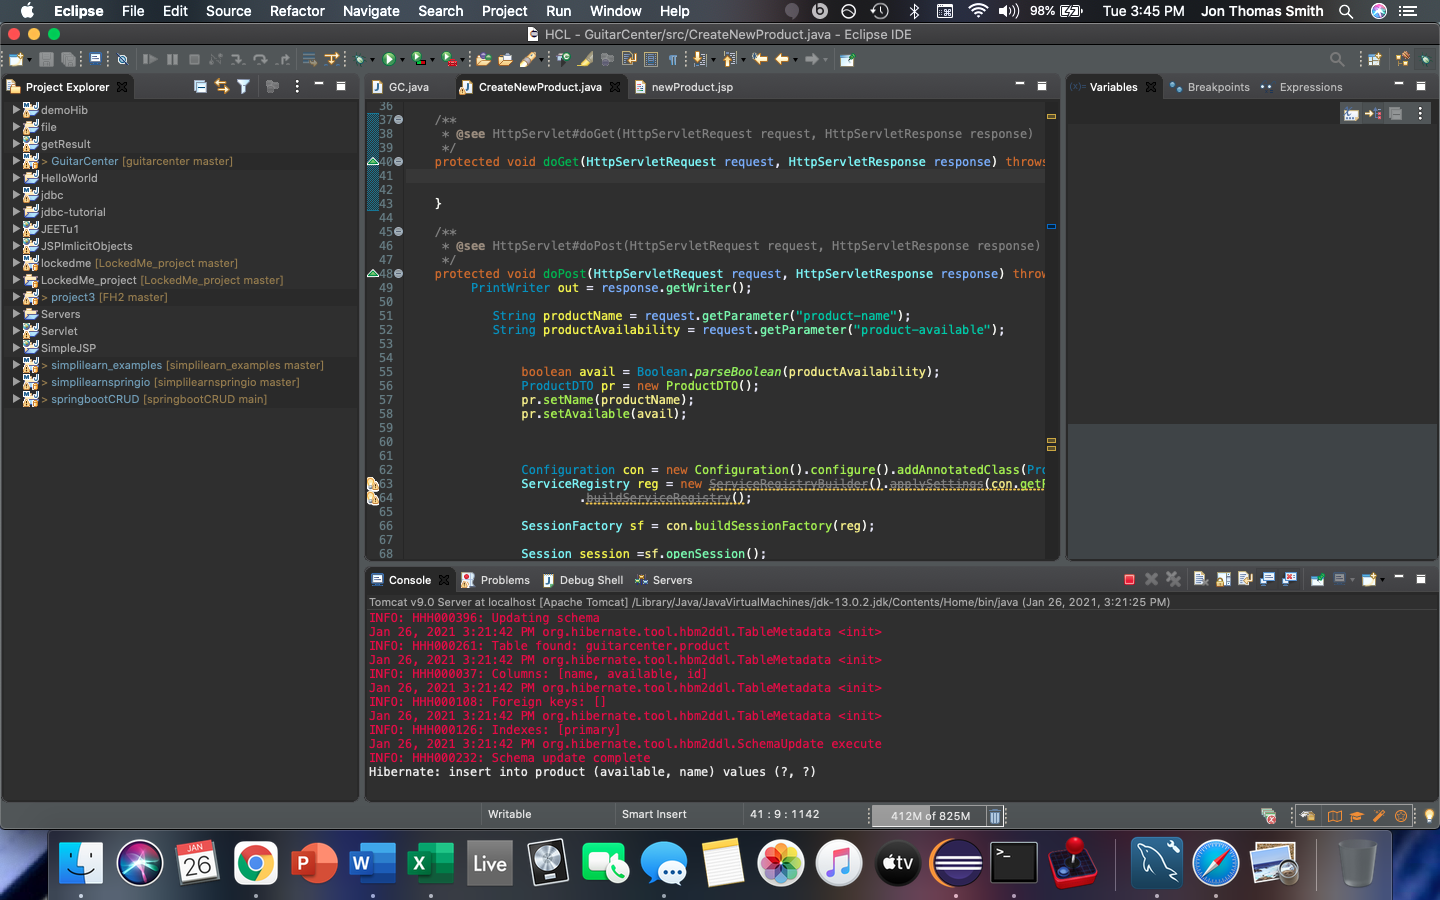 Eclipse File Edit Source Refactor Navigate Search Project Run Window Help 98% Tue 3:45 PM Jon Thomas Smith
HCL - GuitarCenter/src/CreateNewProduct.java - Eclipse IDE
Project Explorer
demoHib
file
getResult
> GuitarCenter [guitarcenter master]
HelloWorld
jdbc
jdbc-tutorial
JEETu1
JSPImlicitObjects
lockedme [LockedMe_project master]
LockedMe_project [LockedMe_project master]
> project3 [FH2 master]
Servers
Servlet
SimpleJSP
> simplilearn_examples [simplilearn_examples master]
> simplilearnspringio [simplilearnspringio master]
> springbootCRUD [springbootCRUD main]
GC.java CreateNewProduct.java newProduct.jsp
36
37 /**
38 * @see HttpServlet#doGet(HttpServletRequest request, HttpServletResponse response)
39 */
40 protected void doGet(HttpServletRequest request, HttpServletResponse response) throws
41
42
43 }
44
45 /**
46 * @see HttpServlet#doPost(HttpServletRequest request, HttpServletResponse response)
47 */
48 protected void doPost(HttpServletRequest request, HttpServletResponse response) throw
49 PrintWriter out = response.getWriter();
50
51 String productName = request.getParameter("product-name");
52 String productAvailability = request.getParameter("product-available");
53
54
55 boolean avail = Boolean.parseBoolean(productAvailability);
56 ProductDTO pr = new ProductDTO();
57 pr.setName(productName);
58 pr.setAvailable(avail);
59
60
61
62 Configuration con = new Configuration().configure().addAnnotatedClass(Pro
63 ServiceRegistry reg = new ServiceRegistryBuilder().applySettings(con.getP
64 .buildServiceRegistry();
65
66 SessionFactory sf = con.buildSessionFactory(reg);
67
68 Session session =sf.openSession();
Variables Breakpoints Expressions
Console Problems Debug Shell Servers
Tomcat v9.0 Server at localhost [Apache Tomcat] /Library/Java/JavaVirtualMachines/jdk-13.0.2.jdk/Contents/Home/bin/java (Jan 26, 2021, 3:21:25 PM)
INFO: HHH000396: Updating schema
Jan 26, 2021 3:21:42 PM org.hibernate.tool.hbm2ddl.TableMetadata <init>
INFO: HHH000261: Table found: guitarcenter.product
Jan 26, 2021 3:21:42 PM org.hibernate.tool.hbm2ddl.TableMetadata <init>
INFO: HHH000037: Columns: [name, available, id]
Jan 26, 2021 3:21:42 PM org.hibernate.tool.hbm2ddl.TableMetadata <init>
INFO: HHH000108: Foreign keys: []
Jan 26, 2021 3:21:42 PM org.hibernate.tool.hbm2ddl.TableMetadata <init>
INFO: HHH000126: Indexes: [primary]
Jan 26, 2021 3:21:42 PM org.hibernate.tool.hbm2ddl.SchemaUpdate execute
INFO: HHH000232: Schema update complete
Hibernate: insert into product (available, name) values (?, ?)
Writable Smart Insert 41 : 9 : 1142 412M of 825M
JAN 26 P W X Live tv >_